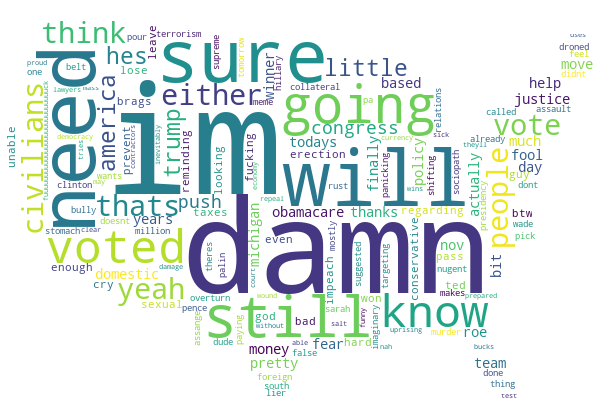 im
damn
will
sure
need
going
still
voted
know
think
little
either
hes
yeah
thats
civilians
people
vote
congress
trump
america
push
michigan
domestic
obamacare
thanks
regarding
todays
erection
based
winner
leave
terrorism
supreme
tomorrow
hillary
collateral
meme
pa
relations
pour
lose
proud
belt
one
lawyers
mass
unable
democracy
tries
clinton
may
wants
brags
prevent
contractors
inevitably
reminding
looking
fucking
finally
policy
currency
panicking
rust
shifting
sick
sociopath
wins
actually
already
called
assault
theyll
droned
uses
feel
didnt
move
help
justice
much
fool
day
guy
dont
presidency
btw
wade
pick
bit
nov
pass
nugent
ted
makes
prepared
roe
conservative
targeting
suggested
mostly
impeach
won
even
theres
palin
economy
repeal
taxes
years
million
doesnt
bully
stomach
clear
enough
cry
damage
overturn
pence
sexual
assange
dude
god
without
court
wound
sarah
imaginary
uprising
hard
funny
salt
able
bad
fear
false
nah
paying
money
pretty
foreign
south
lier
murder
bucks
team
done
thing
test